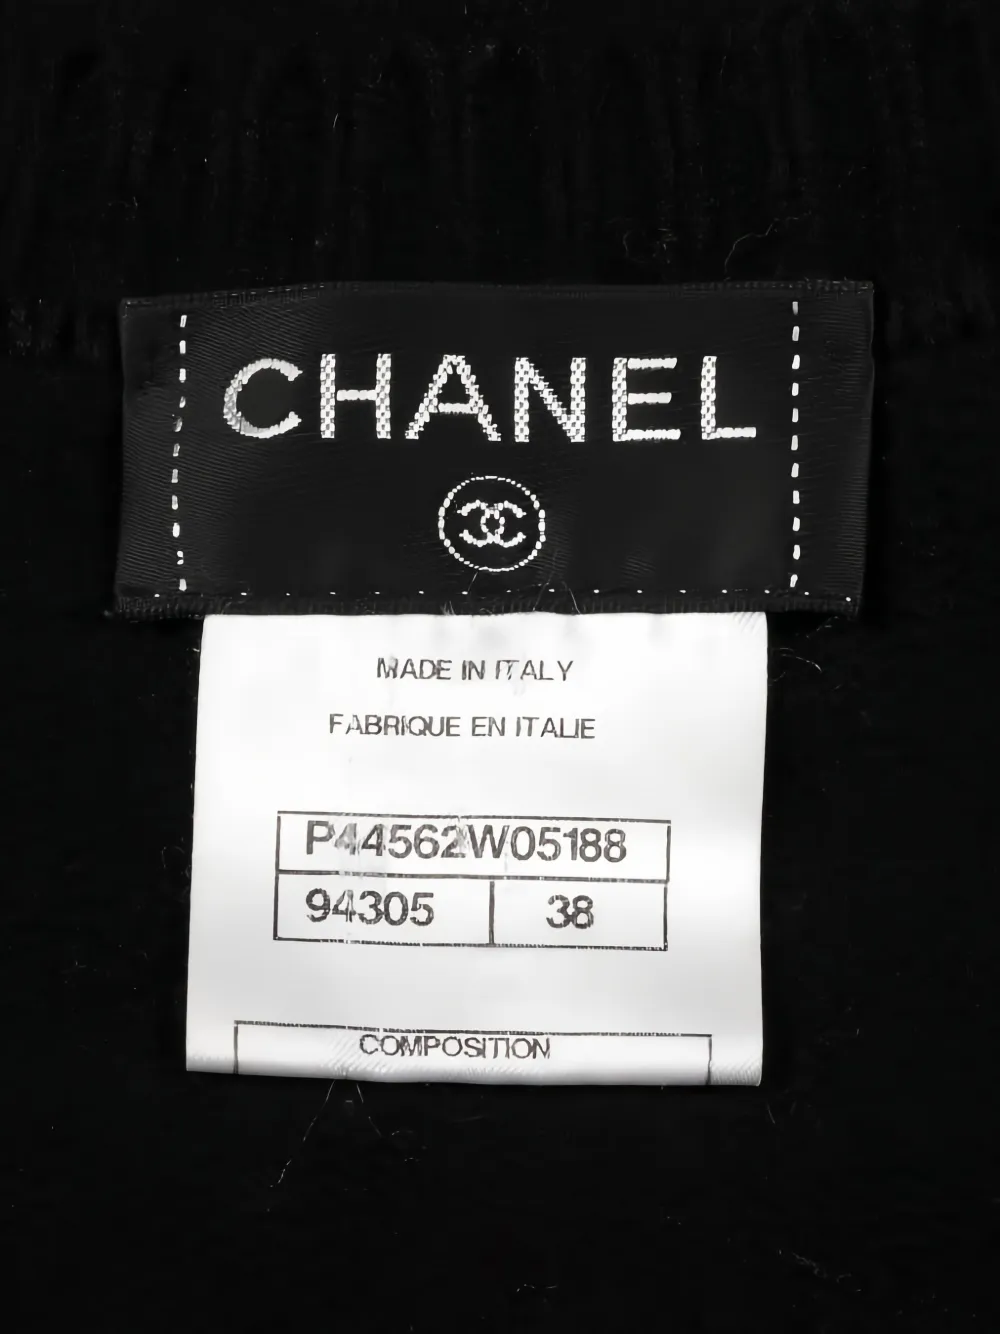 CHANEL
MADE IN ITALY
FABRIQUE EN ITALIE
P44562W05188
94305 38
COMPOSITION